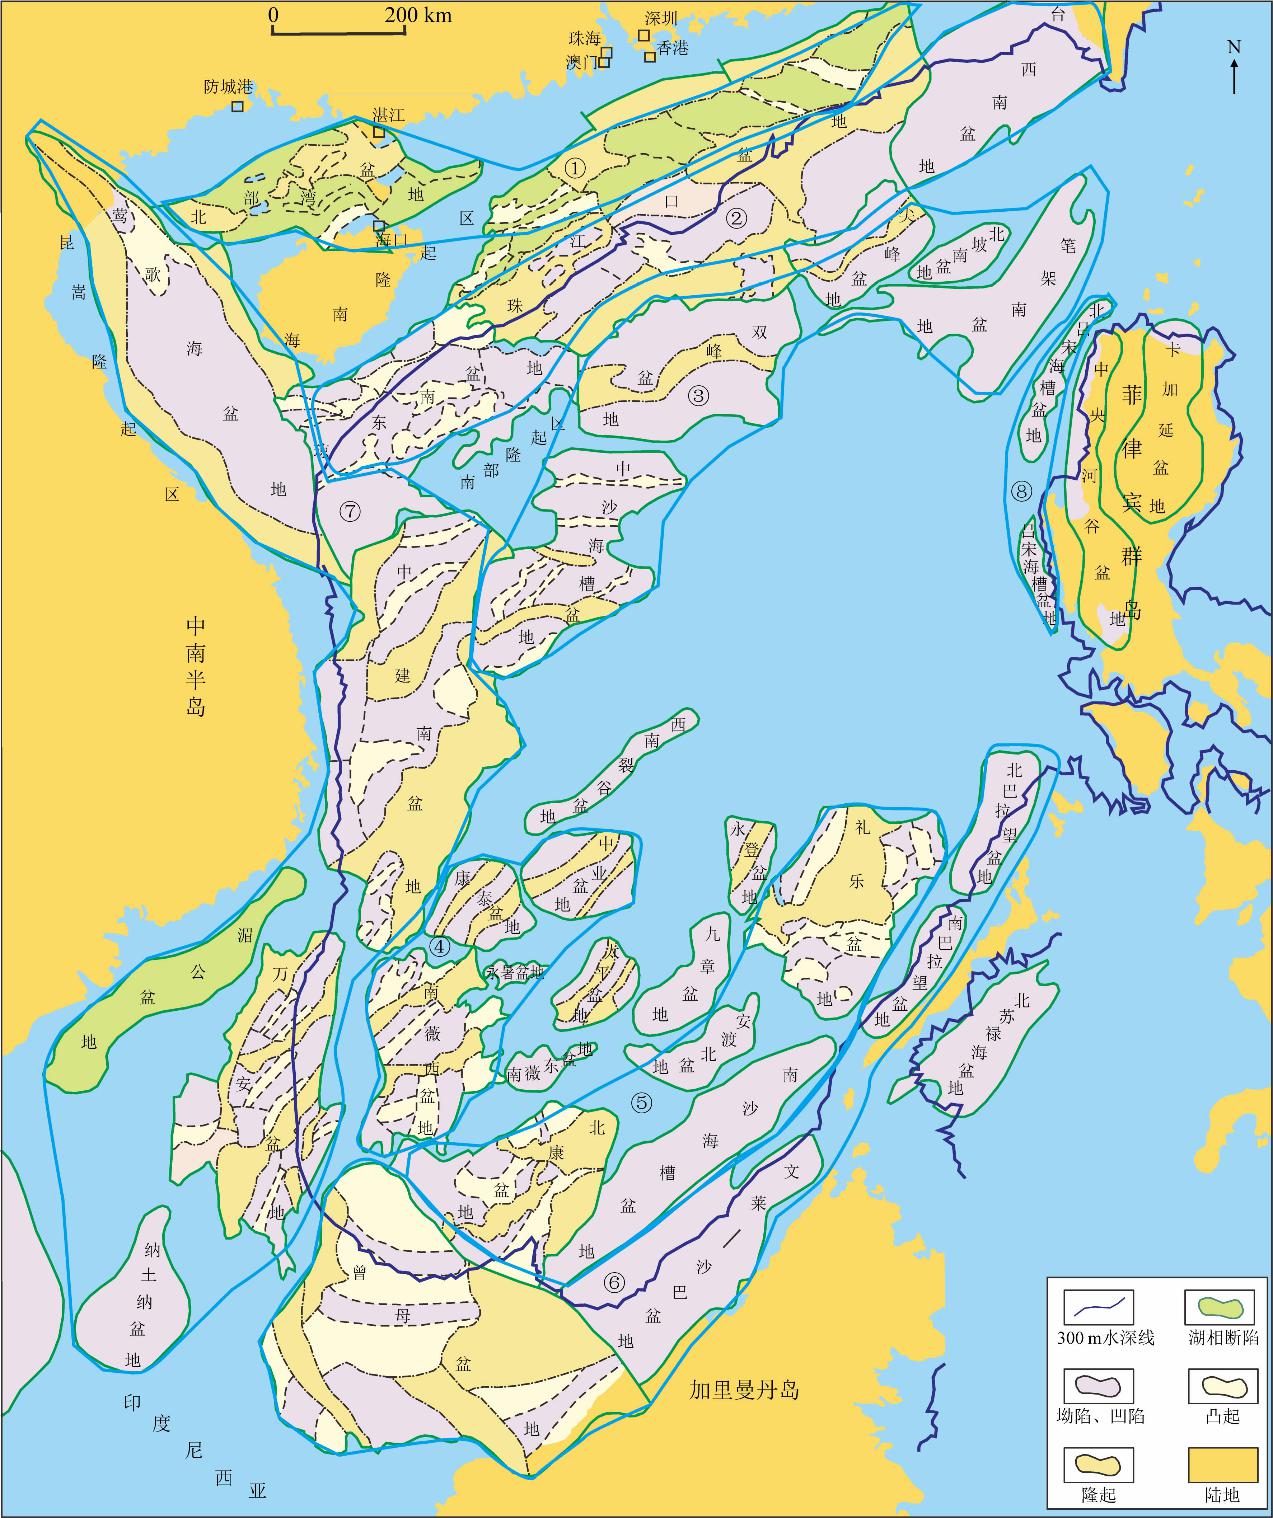 0 200 km
深圳
珠海
香港
澳门
防城港
湛江
N
台西南盆地
北部湾盆地
海口
①
珠江口盆地
②
莺歌海盆地
昆嵩隆起区
海南隆起区
尖峰盆地
北坡南盆地
笔架南盆地
双峰盆地
③
琼东南盆地
南部隆起区
中沙海槽盆地
⑦
北吕宋海槽盆地
⑧
吕宋海槽盆地
中央河谷盆地
菲律宾群岛
卡加延盆地
中南半岛
中建南盆地
西南裂谷盆地
中业盆地
康泰盆地
④
永暑盆地
太平盆地
九章盆地
永登盆地
礼乐盆地
北巴拉望盆地
南巴拉望盆地
北苏禄海盆地
湄公盆地
万安盆地
南薇西盆地
南薇东盆地
安渡北盆地
⑤
南沙海槽盆地
北康盆地
曾母盆地
文莱—沙巴盆地
⑥
纳土纳盆地
印度尼西亚
加里曼丹岛
300 m水深线
湖相断陷
坳陷、凹陷
凸起
隆起
陆地